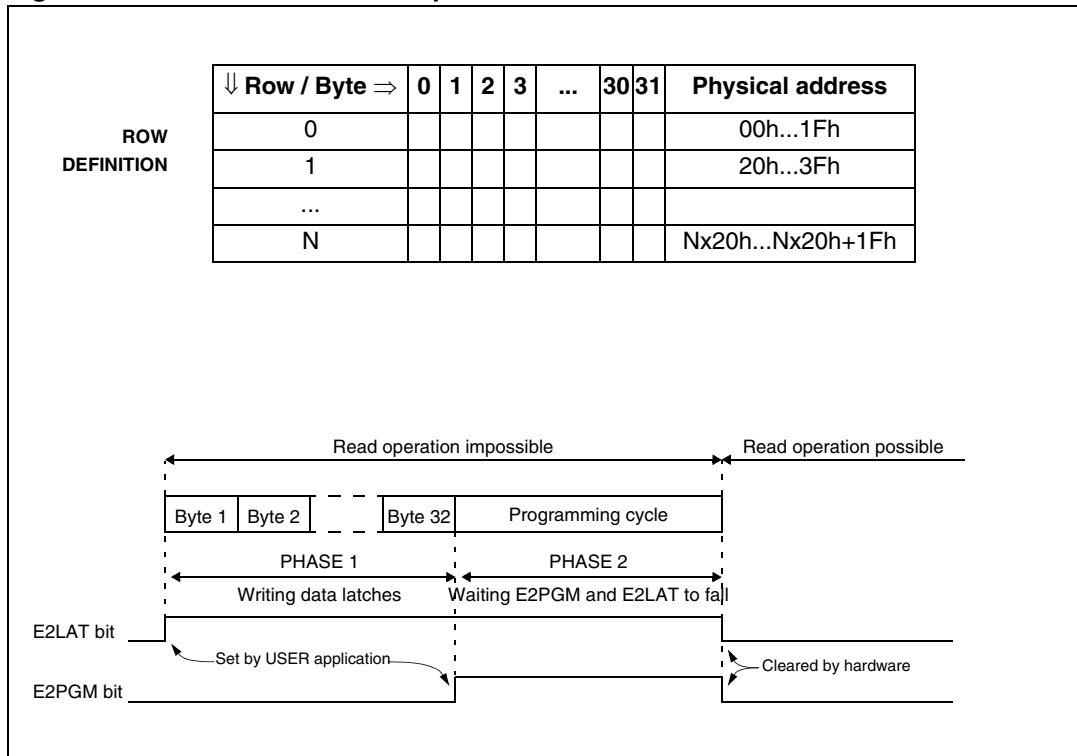 ⇓ Row / Byte ⇒ 0 1 2 3 ... 30 31 Physical address
ROW
DEFINITION
0 00h...1Fh
1 20h...3Fh
...
N Nx20h...Nx20h+1Fh
Read operation impossible Read operation possible
Byte 1 Byte 2 Byte 32 Programming cycle
PHASE 1 PHASE 2
Writing data latches Waiting E2PGM and E2LAT to fall
E2LAT bit
Set by USER application Cleared by hardware
E2PGM bit